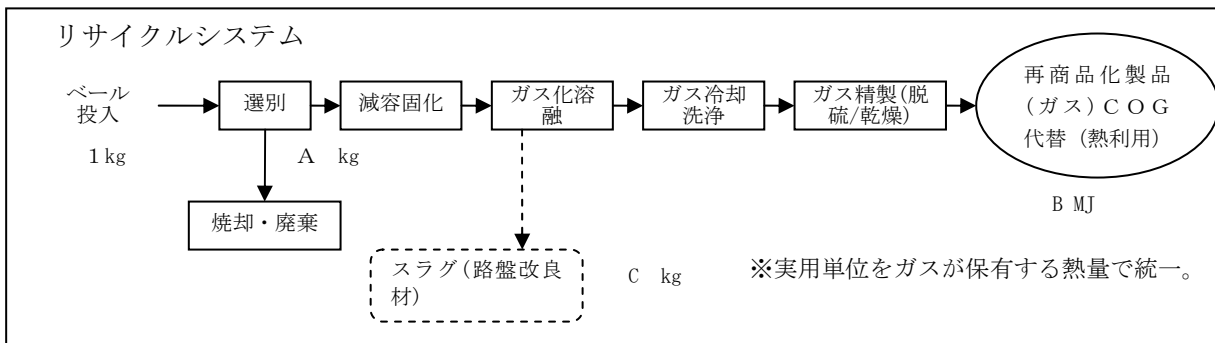 リサイクルシステム
ベール
投入
1kg
選別
A kg
減容固化
ガス化溶
融
ガス冷却
洗浄
ガス精製(脱
硫/乾燥)
再商品化製品
(ガス)COG
代替(熱利用)
B MJ
焼却・廃棄
スラグ(路盤改良
材)
C kg
※実用単位をガスが保有する熱量で統一。